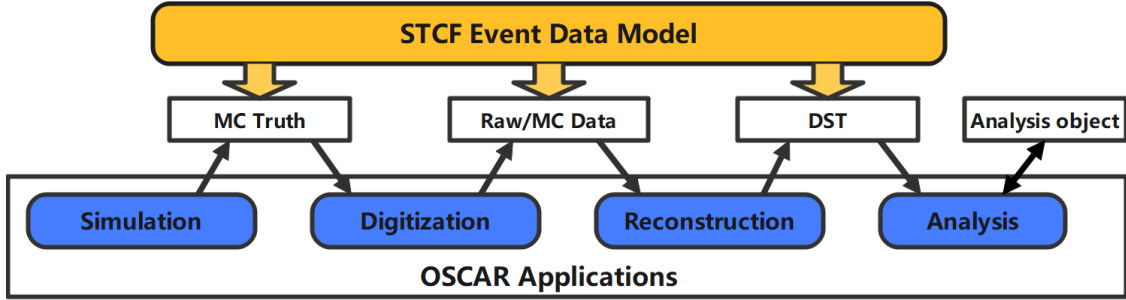 STCF Event Data Model
MC Truth
Raw/MC Data
DST
Analysis object
Simulation
Digitization
Reconstruction
Analysis
OSCAR Applications